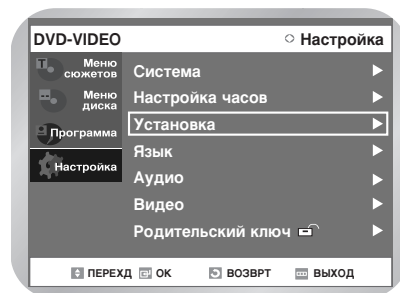 DVD-VIDEO Настройка
Меню сюжетов
Меню диска
Программа
Настройка
Система
Настройка часов
Установка
Язык
Аудио
Видео
Родительский ключ
ПЕРЕХД ОК ВОЗВРТ ВЫХОД